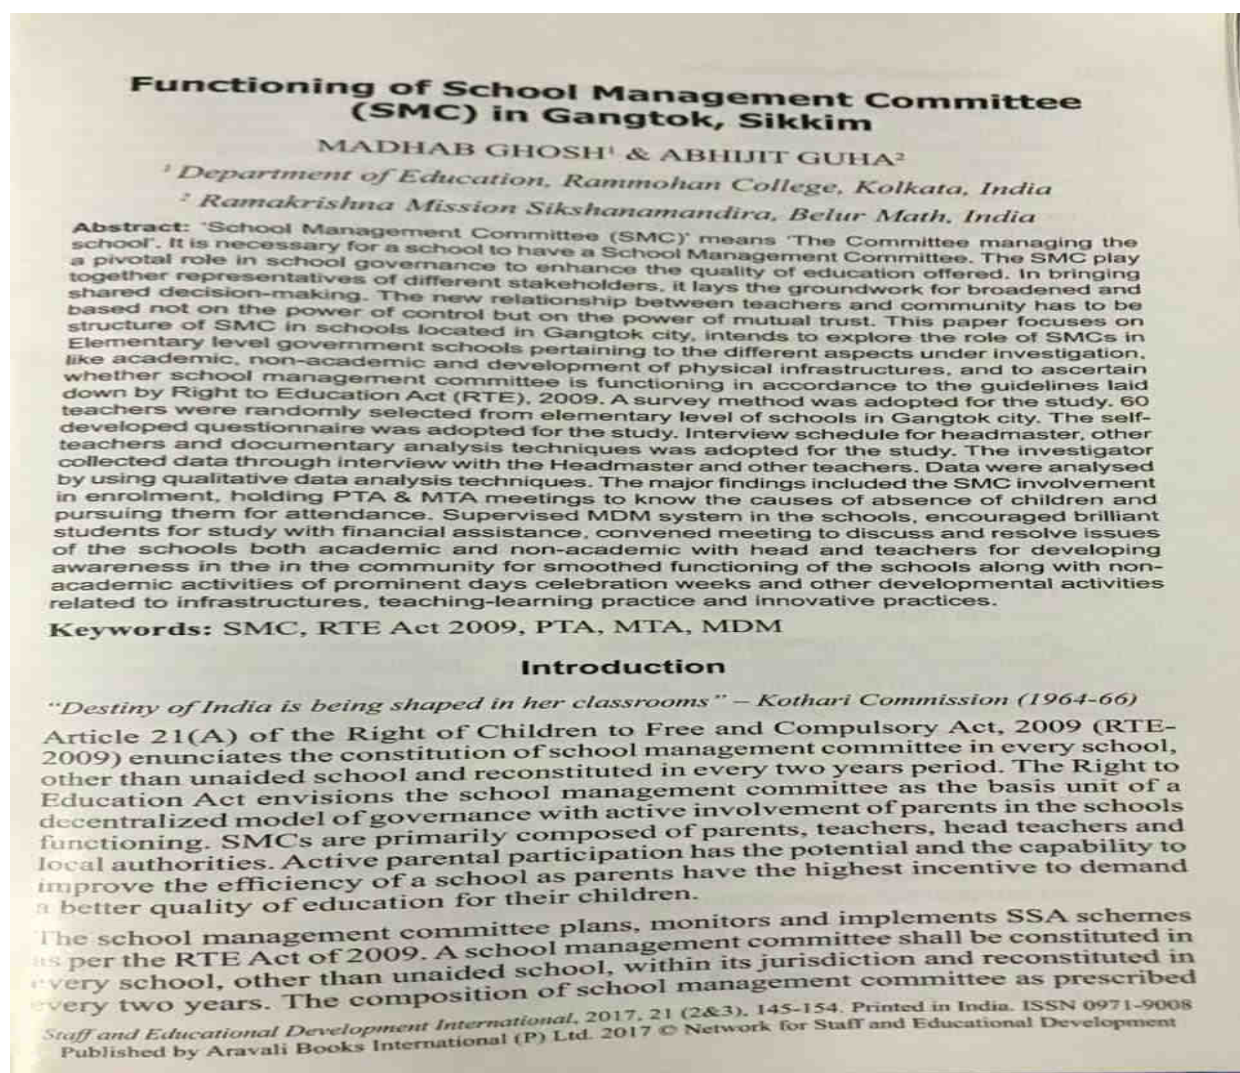 Functioning of School Management Committee
(SMC) in Gangtok, Sikkim
MADHAB GHOSH¹ & ABHIJIT GUHA²
¹ Department of Education, Rammohan College, Kolkata, India
² Ramakrishna Mission Sikshanamandira, Belur Math, India
Abstract: 'School Management Committee (SMC)' means 'The Committee managing the
school'. It is necessary for a school to have a School Management Committee. The SMC play
a pivotal role in school governance to enhance the quality of education offered. In bringing
together representatives of different stakeholders, it lays the groundwork for broadened and
shared decision-making. The new relationship between teachers and community has to be
based not on the power of control but on the power of mutual trust. This paper focuses on
structure of SMC in schools located in Gangtok city, intends to explore the role of SMCs in
Elementary level government schools pertaining to the different aspects under investigation,
like academic, non-academic and development of physical infrastructures, and to ascertain
whether school management committee is functioning in accordance to the guidelines laid
down by Right to Education Act (RTE), 2009. A survey method was adopted for the study. 60
teachers were randomly selected from elementary level of schools in Gangtok city. The self-
developed questionnaire was adopted for the study. Interview schedule for headmaster, other
teachers and documentary analysis techniques was adopted for the study. The investigator
collected data through interview with the Headmaster and other teachers. Data were analysed
by using qualitative data analysis techniques. The major findings included the SMC involvement
in enrolment, holding PTA & MTA meetings to know the causes of absence of children and
pursuing them for attendance. Supervised MDM system in the schools, encouraged brilliant
students for study with financial assistance, convened meeting to discuss and resolve issues
of the schools both academic and non-academic with head and teachers for developing
awareness in the in the community for smoothed functioning of the schools along with non-
academic activities of prominent days celebration weeks and other developmental activities
related to infrastructures, teaching-learning practice and innovative practices.
Keywords: SMC, RTE Act 2009, PTA, MTA, MDM
Introduction
"Destiny of India is being shaped in her classrooms" – Kothari Commission (1964-66)
Article 21(A) of the Right of Children to Free and Compulsory Act, 2009 (RTE-
2009) enunciates the constitution of school management committee in every school,
other than unaided school and reconstituted in every two years period. The Right to
Education Act envisions the school management committee as the basis unit of a
decentralized model of governance with active involvement of parents in the schools
functioning. SMCs are primarily composed of parents, teachers, head teachers and
local authorities. Active parental participation has the potential and the capability to
improve the efficiency of a school as parents have the highest incentive to demand
a better quality of education for their children.
The school management committee plans, monitors and implements SSA schemes
as per the RTE Act of 2009. A school management committee shall be constituted in
every school, other than unaided school, within its jurisdiction and reconstituted in
every two years. The composition of school management committee as prescribed
Staff and Educational Development International, 2017, 21 (2&3), 145-154. Printed in India. ISSN 0971-9008
Published by Aravali Books International (P) Ltd. 2017 © Network for Staff and Educational Development